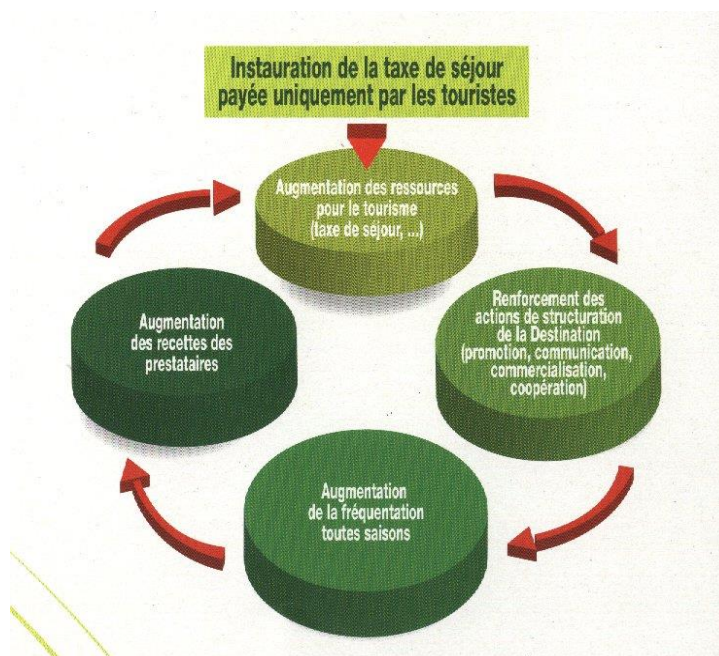 Instauration de la taxe de séjour
payée uniquement par les touristes
Augmentation des ressources
pour le tourisme
(taxe de séjour, ...)
Renforcement des
actions de structuration
de la Destination
(promotion, communication,
commercialisation,
coopération)
Augmentation
de la fréquentation
toutes saisons
Augmentation
des recettes des
prestataires